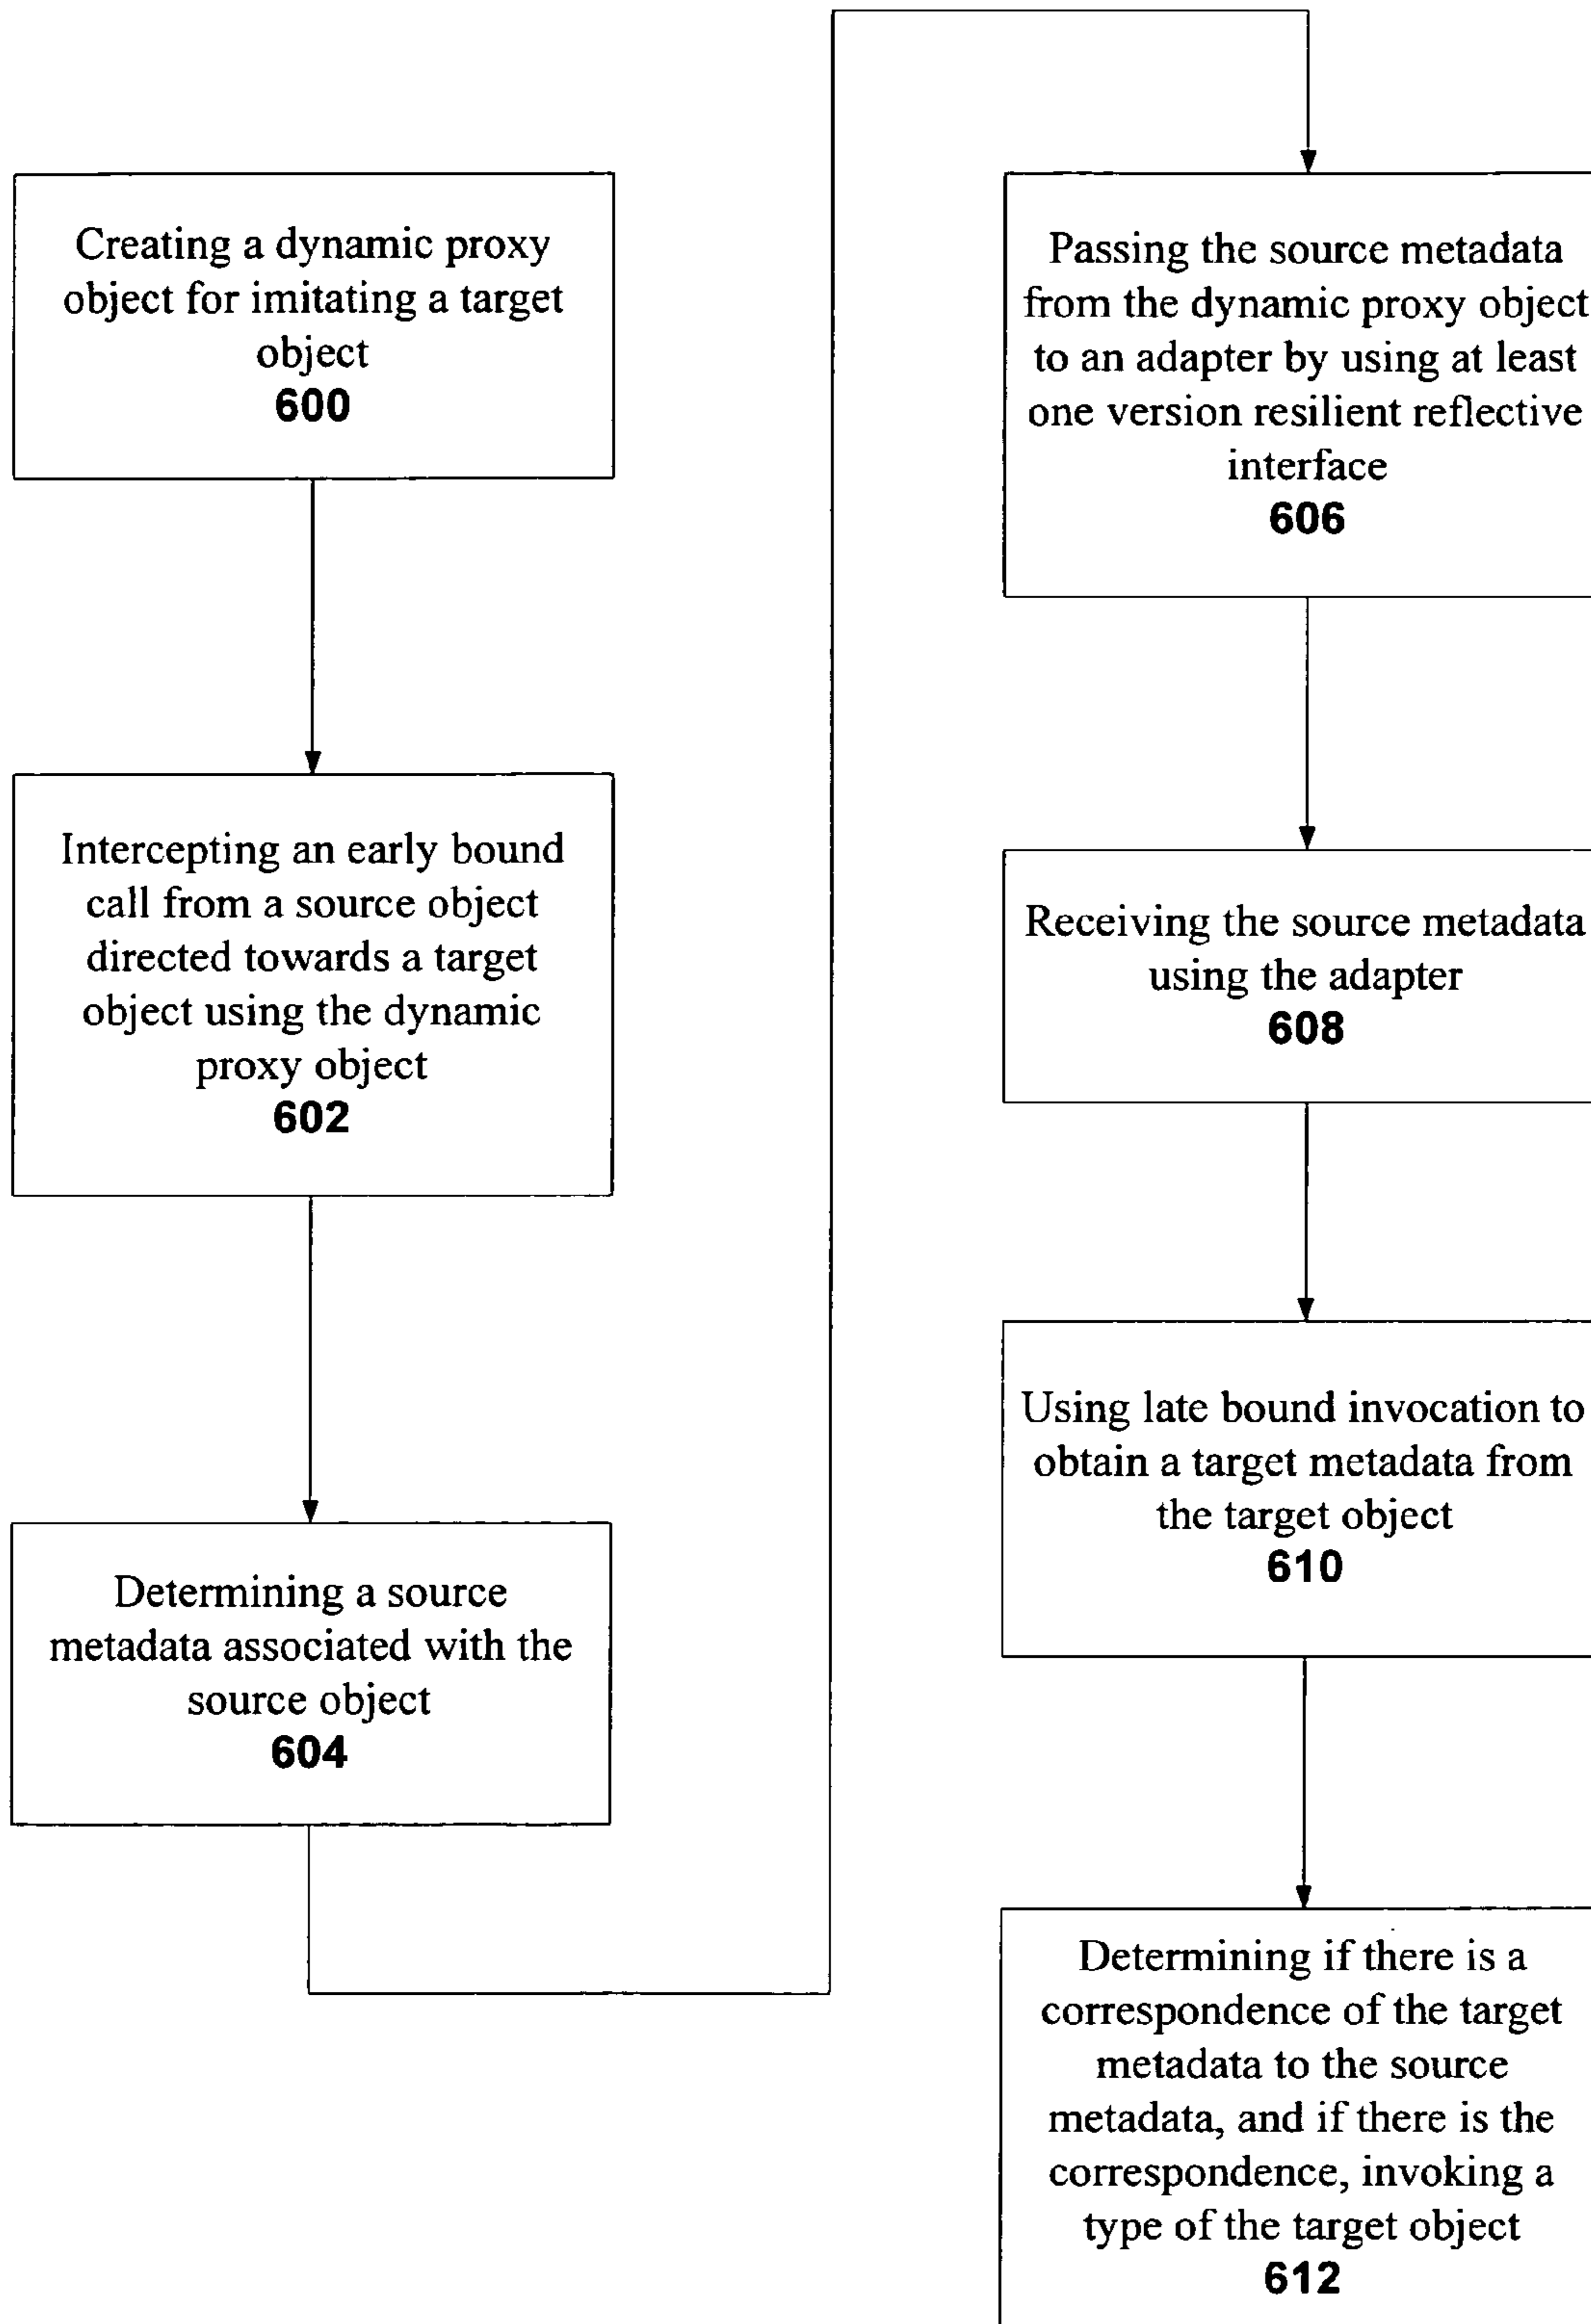 Creating a dynamic proxy
object for imitating a target
object
600
Intercepting an early bound
call from a source object
directed towards a target
object using the dynamic
proxy object
602
Determining a source
metadata associated with the
source object
604
Passing the source metadata
from the dynamic proxy object
to an adapter by using at least
one version resilient reflective
interface
606
Receiving the source metadata
using the adapter
608
Using late bound invocation to
obtain a target metadata from
the target object
610
Determining if there is a
correspondence of the target
metadata to the source
metadata, and if there is the
correspondence, invoking a
type of the target object
612